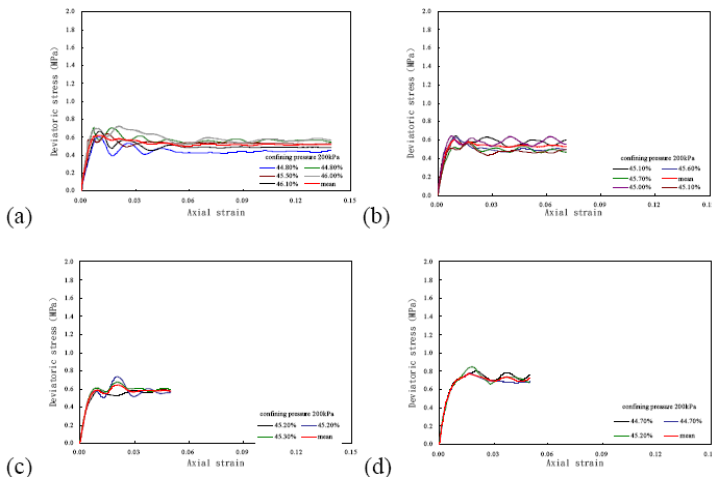 2.0
1.8
1.6
1.4
1.2
1.0
0.8
0.6
0.4
0.2
0.0
Deviatoric stress (MPa)
confining pressure 200kPa
44.80% 44.80%
45.50% 46.00%
46.10% mean
0.00 0.03 0.06 0.09 0.12 0.15
Axial strain
(a)
2.0
1.8
1.6
1.4
1.2
1.0
0.8
0.6
0.4
0.2
0.0
Deviatoric stress (MPa)
confining pressure 200kPa
45.10% 45.60%
45.70% mean
45.00% 45.10%
0.00 0.03 0.06 0.09 0.12 0.1
Axial strain
(b)
2.0
1.8
1.6
1.4
1.2
1.0
0.8
0.6
0.4
0.2
0.0
Deviatoric stress (MPa)
confining pressure 200kPa
45.20% 45.20%
45.30% mean
0.00 0.03 0.06 0.09 0.12 0.15
Axial strain
(c)
2.0
1.8
1.6
1.4
1.2
1.0
0.8
0.6
0.4
0.2
0.0
Deviatoric stress (MPa)
confining pressure 200kPa
44.70% 44.70%
45.20% mean
0.00 0.03 0.06 0.09 0.12 0.1
Axial strain
(d)